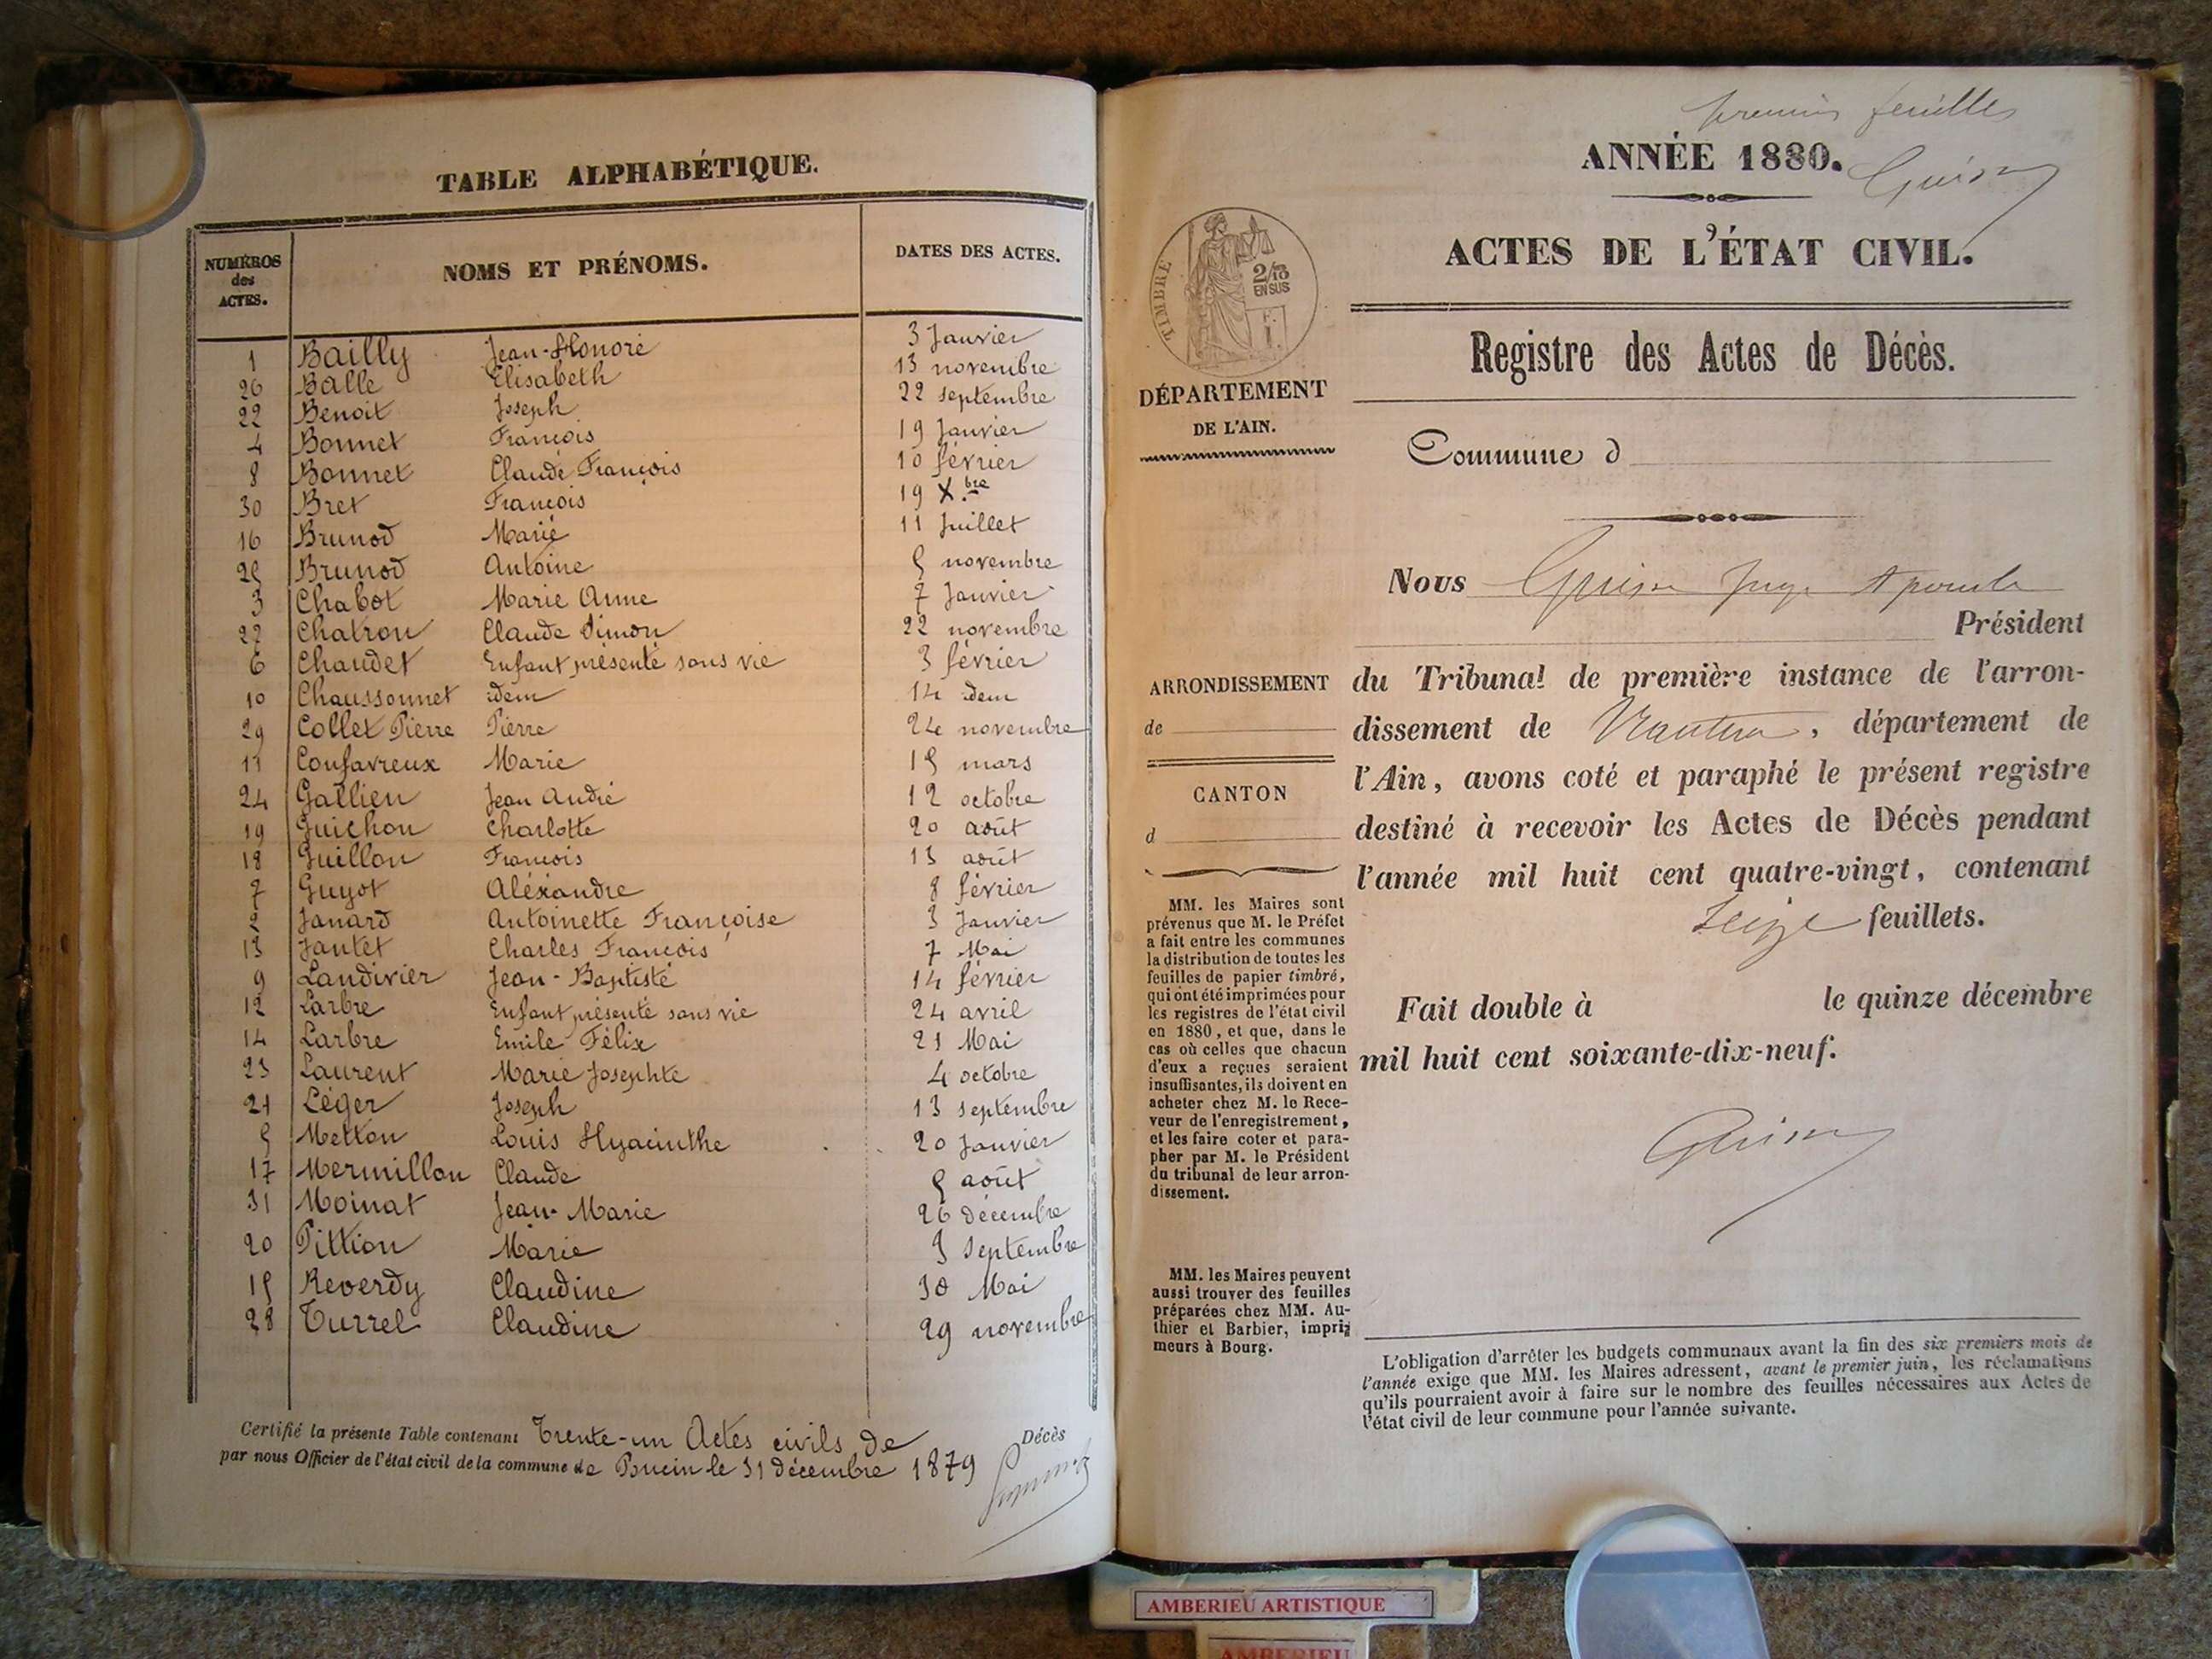 TABLE ALPHABÉTIQUE.
NUMÉROS des ACTES. NOMS ET PRÉNOMS. DATES DES ACTES.
1 Bailly Jean-Honoré 3 Janvier
26 Balle Elisabeth 13 novembre
22 Benoit Joseph 22 septembre
4 Bonnet François 19 Janvier
8 Bonnet Claude François 10 février
30 Bret François 19 Xbre
16 Brunod Marie 11 Juillet
25 Brunod Antoine 5 novembre
3 Chabot Marie Anne 7 Janvier
27 Chatron Claude Simon 22 novembre
6 Chaudet Enfant présenté sans vie 3 février
10 Chaussonnet idem 14 idem
29 Collet Pierre Pierre 24 novembre
11 Confavreux Marie 15 mars
24 Gallien Jean André 12 octobre
19 Guichon Charlotte 20 août
18 Guillon François 13 août
7 Guyot Aléxandre 8 février
2 Janard Antoinette Françoise 3 Janvier
13 Jantet Charles François 7 Mai
9 Landivier Jean-Baptiste 14 février
12 Larbre Enfant présenté sans vie 24 avril
14 Larbre Emile Félix 21 Mai
23 Laurent Marie Josephte 4 octobre
21 Léger Joseph 13 septembre
5 Metton Louis Hyacinthe 20 Janvier
17 Mermillon Claude 5 août
31 Moinat Jean-Marie 26 décembre
20 Pittion Marie 3 septembre
15 Reverdy Claudine 30 Mai
28 Turrel Claudine 29 novembre
Certifié la présente Table contenant Trente-un Actes civils de Décès
par nous Officier de l'état civil de la commune de Poncin le 31 décembre 1879
feuilles
ANNÉE 1880.
Guison
ACTES DE L'ÉTAT CIVIL.
TIMBRE
2/10
EN SUS
Registre des Actes de Décès.
DÉPARTEMENT
DE L'AIN.
Commune d
Nous Guison Juge
Président
ARRONDISSEMENT
de
CANTON
d
du Tribunal de première instance de l'arron-
dissement de Nantua, département de
l'Ain, avons coté et paraphé le présent registre
destiné à recevoir les Actes de Décès pendant
l'année mil huit cent quatre-vingt, contenant
Seize feuillets.
Fait double à le quinze décembre
mil huit cent soixante-dix-neuf.
Guison
MM. les Maires sont
prévenus que M. le Préfet
a fait entre les communes
la distribution de toutes les
feuilles de papier timbré,
qui ont été imprimées pour
les registres de l'état civil
en 1880, et que, dans le
cas où celles que chacun
d'eux a reçues seraient
insuffisantes, ils doivent en
acheter chez M. le Rece-
veur de l'enregistrement,
et les faire coter et para-
pher par M. le Président
du tribunal de leur arron-
dissement.
MM. les Maires peuvent
aussi trouver des feuilles
préparées chez MM. Au-
thier et Barbier, impri-
meurs à Bourg.
L'obligation d'arrêter les budgets communaux avant la fin des six premiers mois de
l'année exige que MM. les Maires adressent, avant le premier juin, les réclamations
qu'ils pourraient avoir à faire sur le nombre des feuilles nécessaires aux Actes de
l'état civil de leur commune pour l'année suivante.
AMBERIEU ARTISTIQUE
AMBERIEU